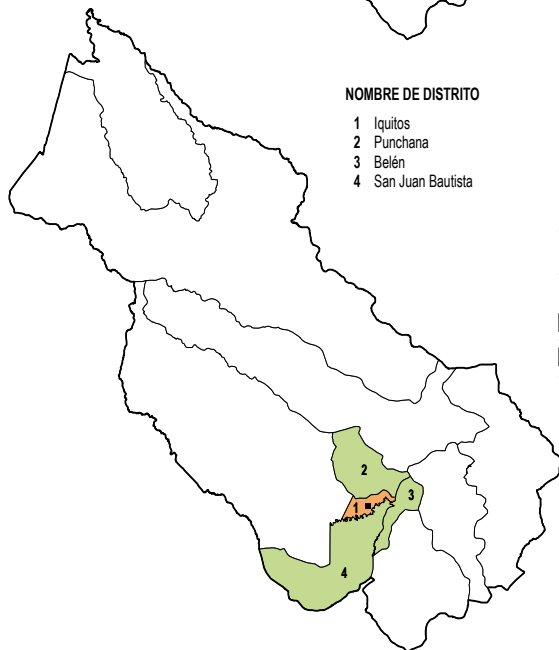 NOMBRE DE DISTRITO
1 Iquitos
2 Punchana
3 Belén
4 San Juan Bautista
2
3
1
4